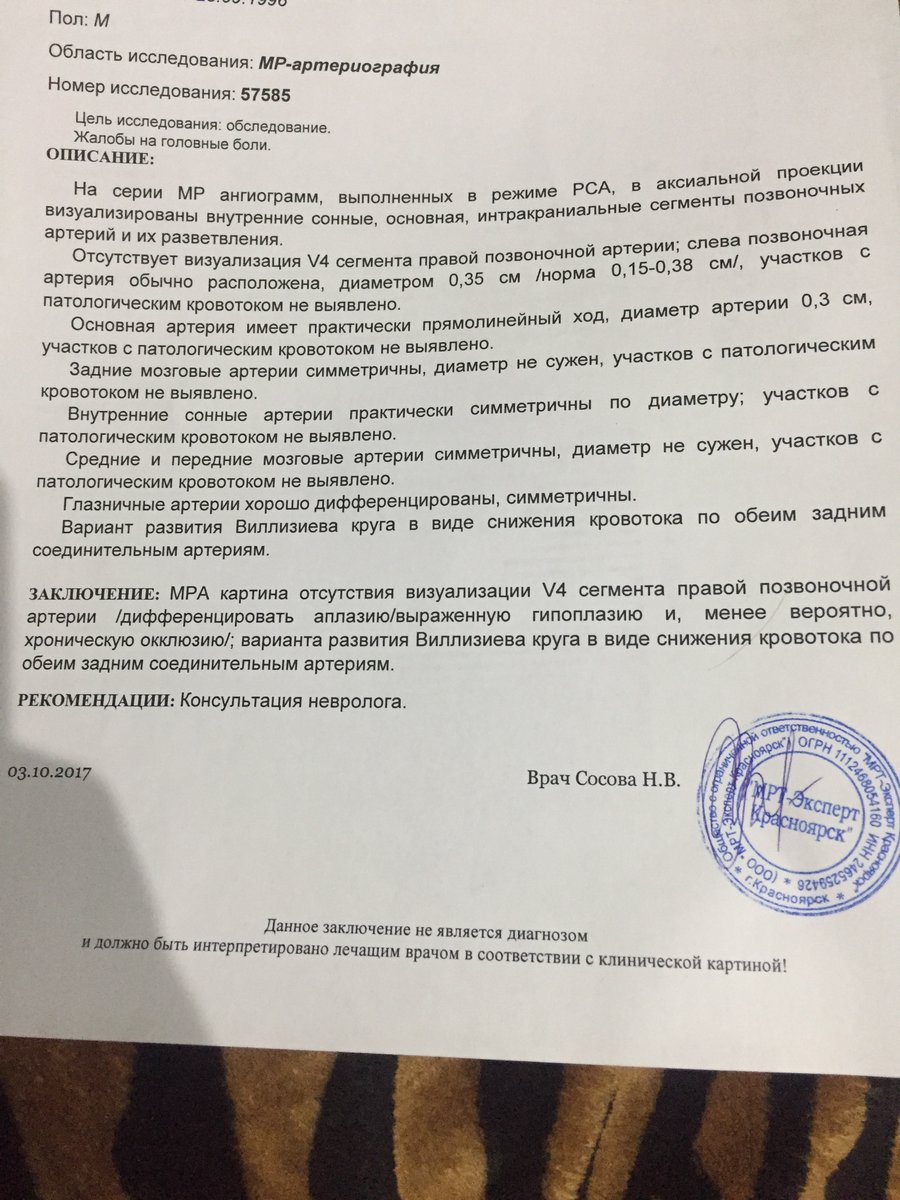 Пол: М
Область исследования: МР-артериография
Номер исследования: 57585
Цель исследования: обследование.
Жалобы на головные боли.
ОПИСАНИЕ:
На серии МР ангиограмм, выполненных в режиме PCA, в аксиальной проекции
визуализированы внутренние сонные, основная, интракраниальные сегменты позвоночных
артерий и их разветвления.
Отсутствует визуализация V4 сегмента правой позвоночной артерии; слева позвоночная
артерия обычно расположена, диаметром 0,35 см /норма 0,15-0,38 см/, участков с
патологическим кровотоком не выявлено.
Основная артерия имеет практически прямолинейный ход, диаметр артерии 0,3 см,
участков с патологическим кровотоком не выявлено.
Задние мозговые артерии симметричны, диаметр не сужен, участков с патологическим
кровотоком не выявлено.
Внутренние сонные артерии практически симметричны по диаметру; участков с
патологическим кровотоком не выявлено.
Средние и передние мозговые артерии симметричны, диаметр не сужен, участков с
патологическим кровотоком не выявлено.
Глазничные артерии хорошо дифференцированы, симметричны.
Вариант развития Виллизиева круга в виде снижения кровотока по обеим задним
соединительным артериям.
ЗАКЛЮЧЕНИЕ: МРА картина отсутствия визуализации V4 сегмента правой позвоночной
артерии /дифференцировать аплазию/выраженную гипоплазию и, менее вероятно,
хроническую окклюзию/; варианта развития Виллизиева круга в виде снижения кровотока по
обеим задним соединительным артериям.
РЕКОМЕНДАЦИИ: Консультация невролога.
03.10.2017
Врач Сосова Н.В.
Общество с ограниченной ответственностью "МРТ-Эксперт Красноярск"
(ООО "МРТ-Эксперт Красноярск") ОГРН 1112468054160 ИНН 2465259426
г.Красноярск
"МРТ-Эксперт
Красноярск"
Данное заключение не является диагнозом
и должно быть интерпретировано лечащим врачом в соответствии с клинической картиной!